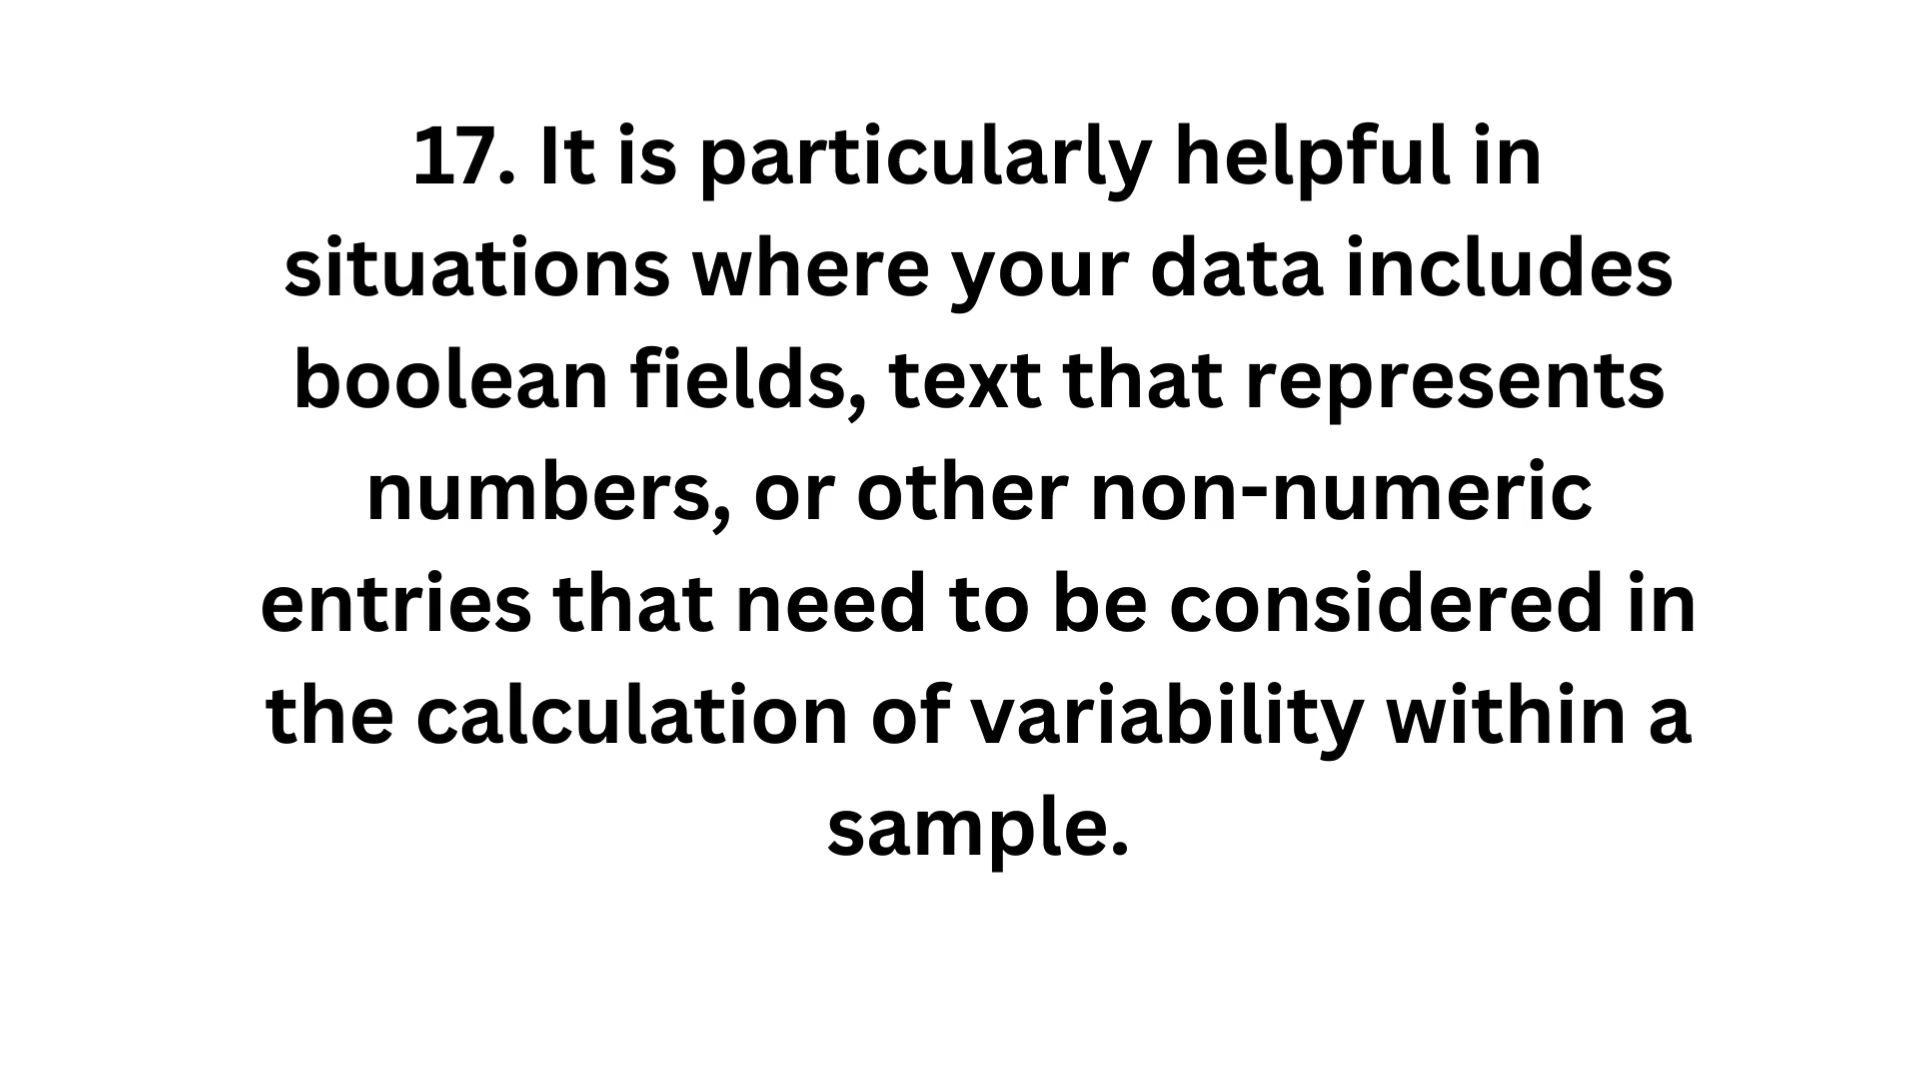 17. It is particularly helpful in
situations where your data includes
boolean fields, text that represents
numbers, or other non-numeric
entries that need to be considered in
the calculation of variability within a
sample.